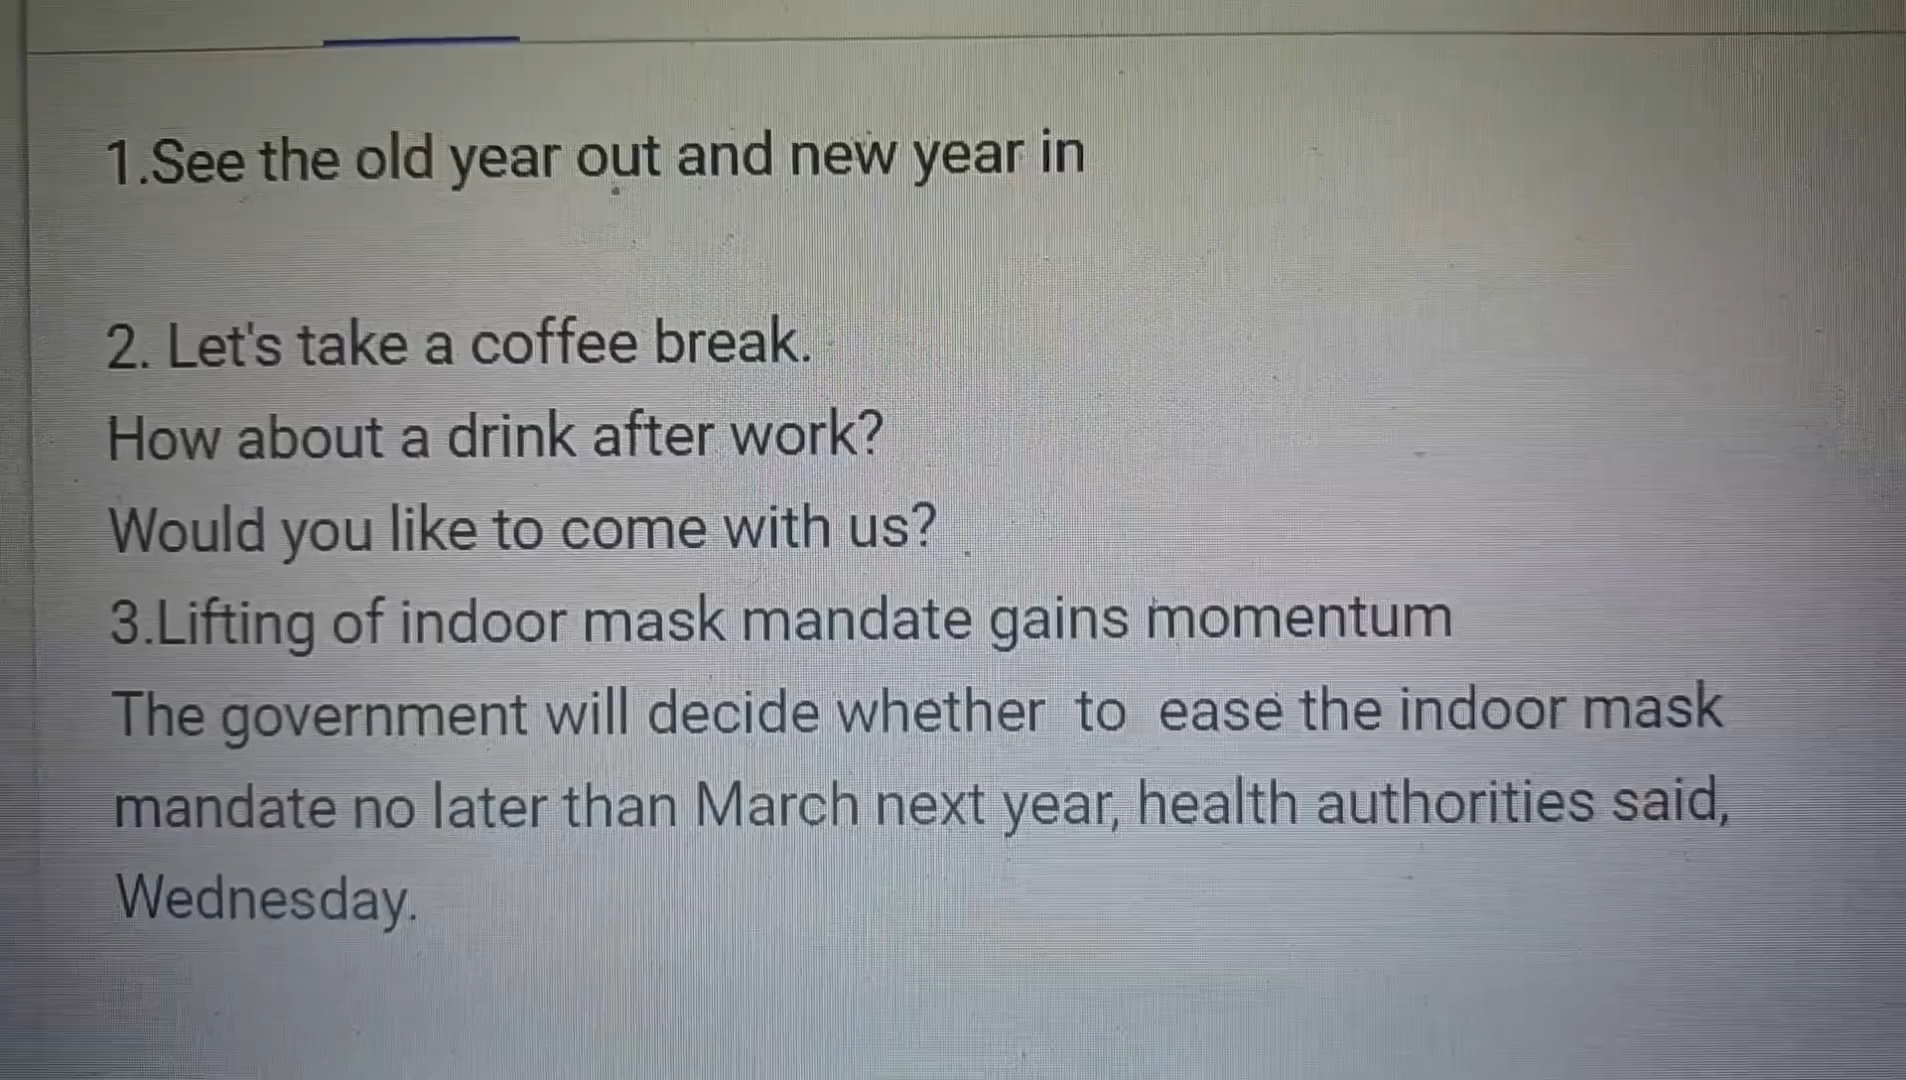 1.See the old year out and new year in
2. Let's take a coffee break.
How about a drink after work?
Would you like to come with us?
3.Lifting of indoor mask mandate gains momentum
The government will decide whether to ease the indoor mask
mandate no later than March next year, health authorities said,
Wednesday.